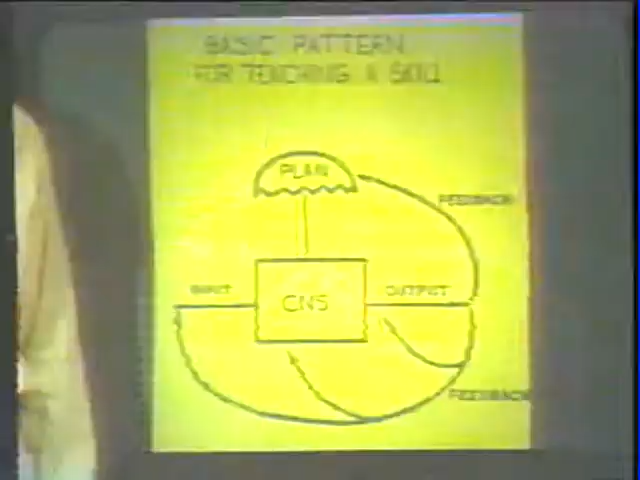 BASIC PATTERN
FOR TEACHING A SKILL
PLAN
FEEDBACK
INPUT
OUTPUT
CNS
FEEDBACK